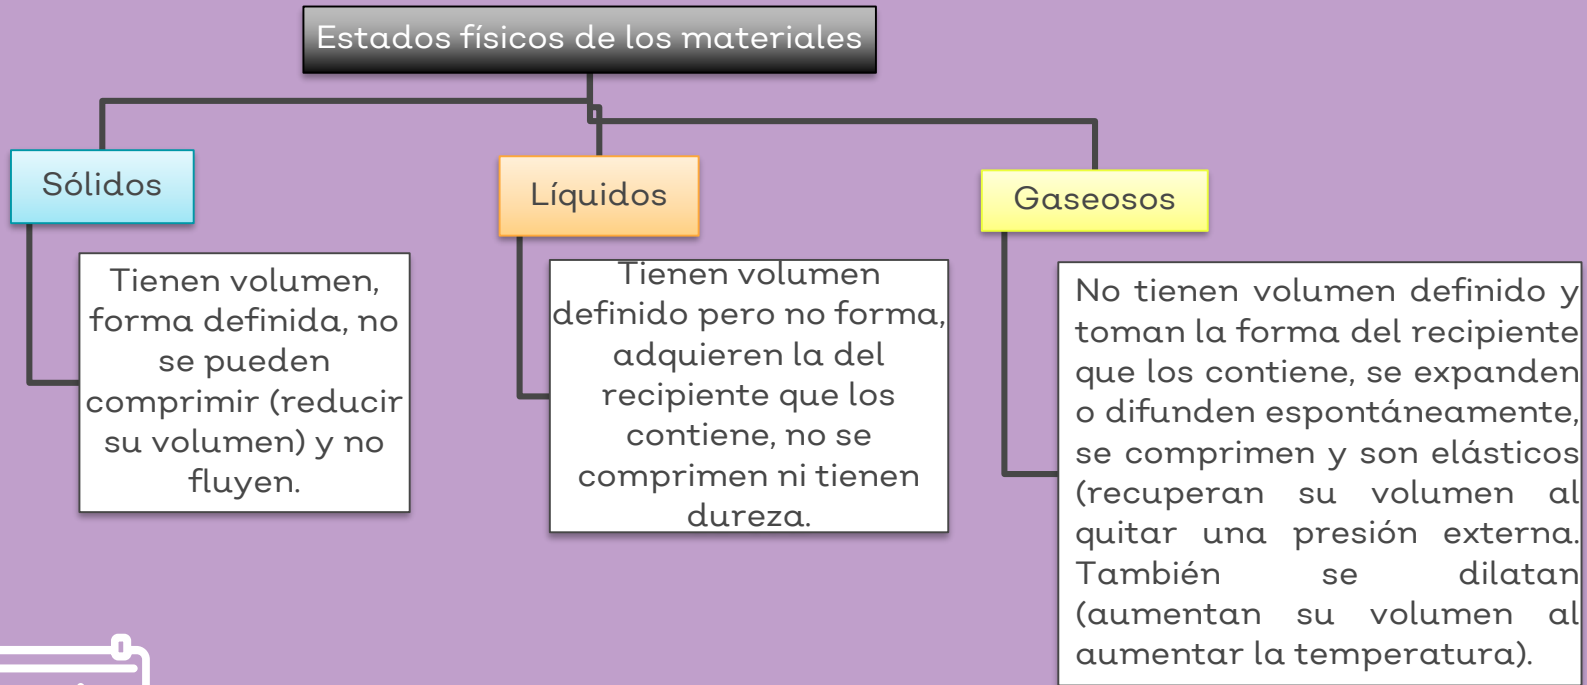 Estados físicos de los materiales
Sólidos
Tienen volumen,
forma definida, no
se pueden
comprimir (reducir
su volumen) y no
fluyen.
Líquidos
Tienen volumen
definido pero no forma,
adquieren la del
recipiente que los
contiene, no se
comprimen ni tienen
dureza.
Gaseosos
No tienen volumen definido y
toman la forma del recipiente
que los contiene, se expanden
o difunden espontáneamente,
se comprimen y son elásticos
(recuperan su volumen al
quitar una presión externa.
También se dilatan
(aumentan su volumen al
aumentar la temperatura).